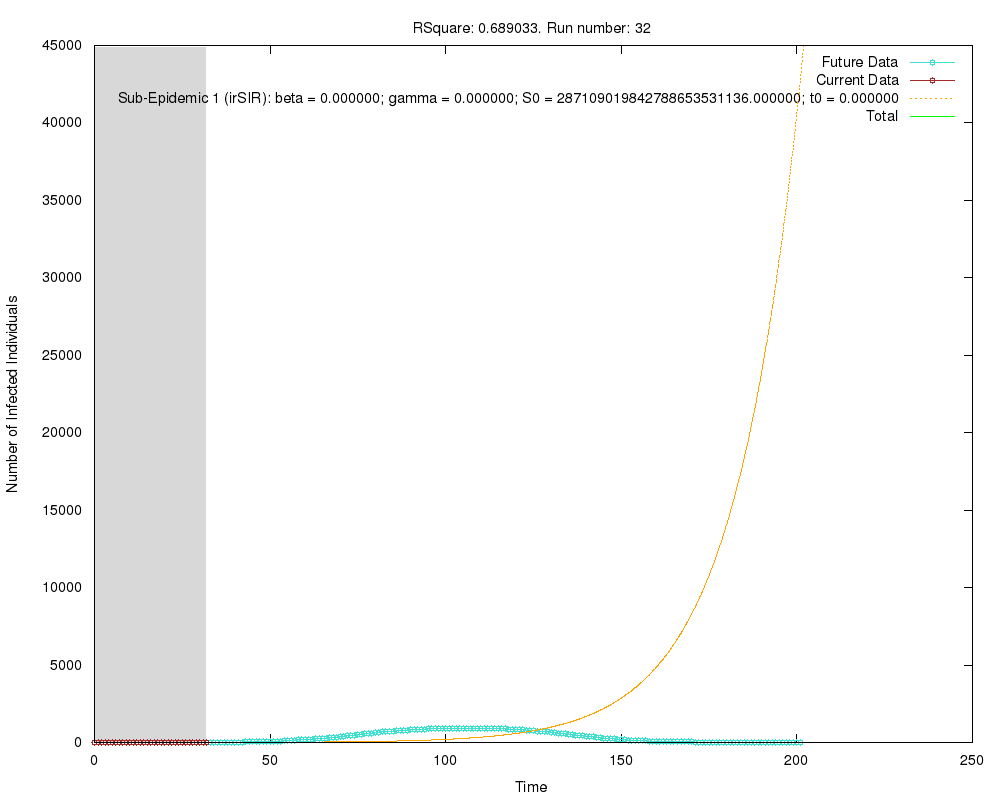 RSquare: 0.689033. Run number: 32
Future Data
Current Data
Sub-Epidemic 1 (irSIR): beta = 0.000000; gamma = 0.000000; S0 = 287109019842788653531136.000000; t0 = 0.000000
Total
45000
40000
35000
30000
25000
20000
15000
10000
5000
0
Number of Infected Individuals
0 50 100 150 200 250
Time